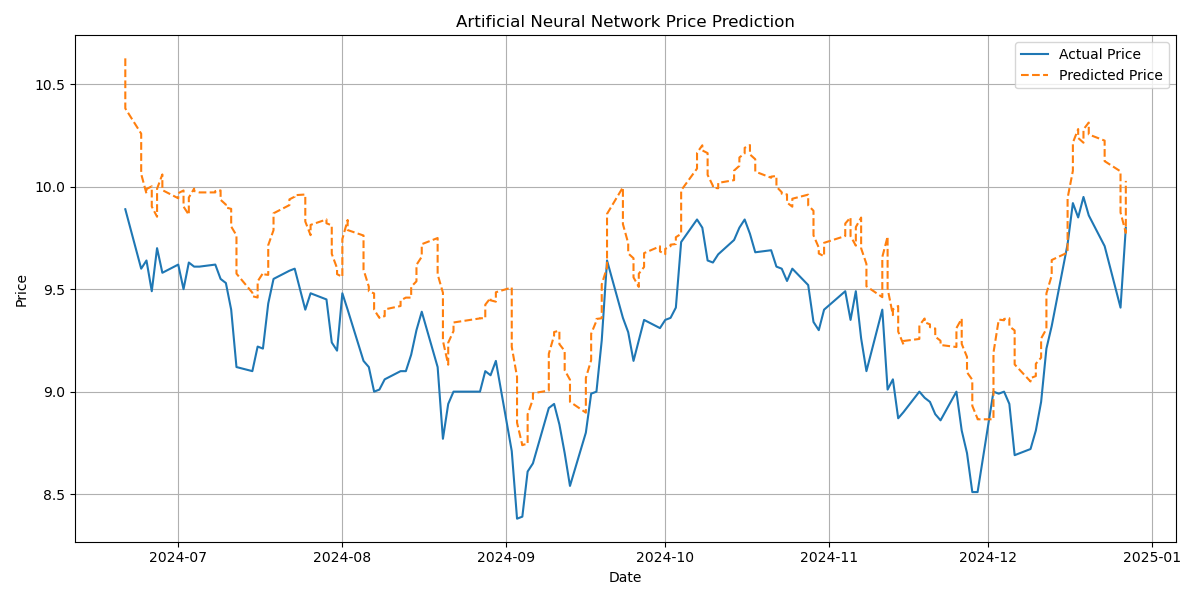 Artificial Neural Network Price Prediction
Actual Price
Predicted Price
Price
10.5
10.0
9.5
9.0
8.5
2024-07
2024-08
2024-09
2024-10
2024-11
2024-12
2025-01
Date